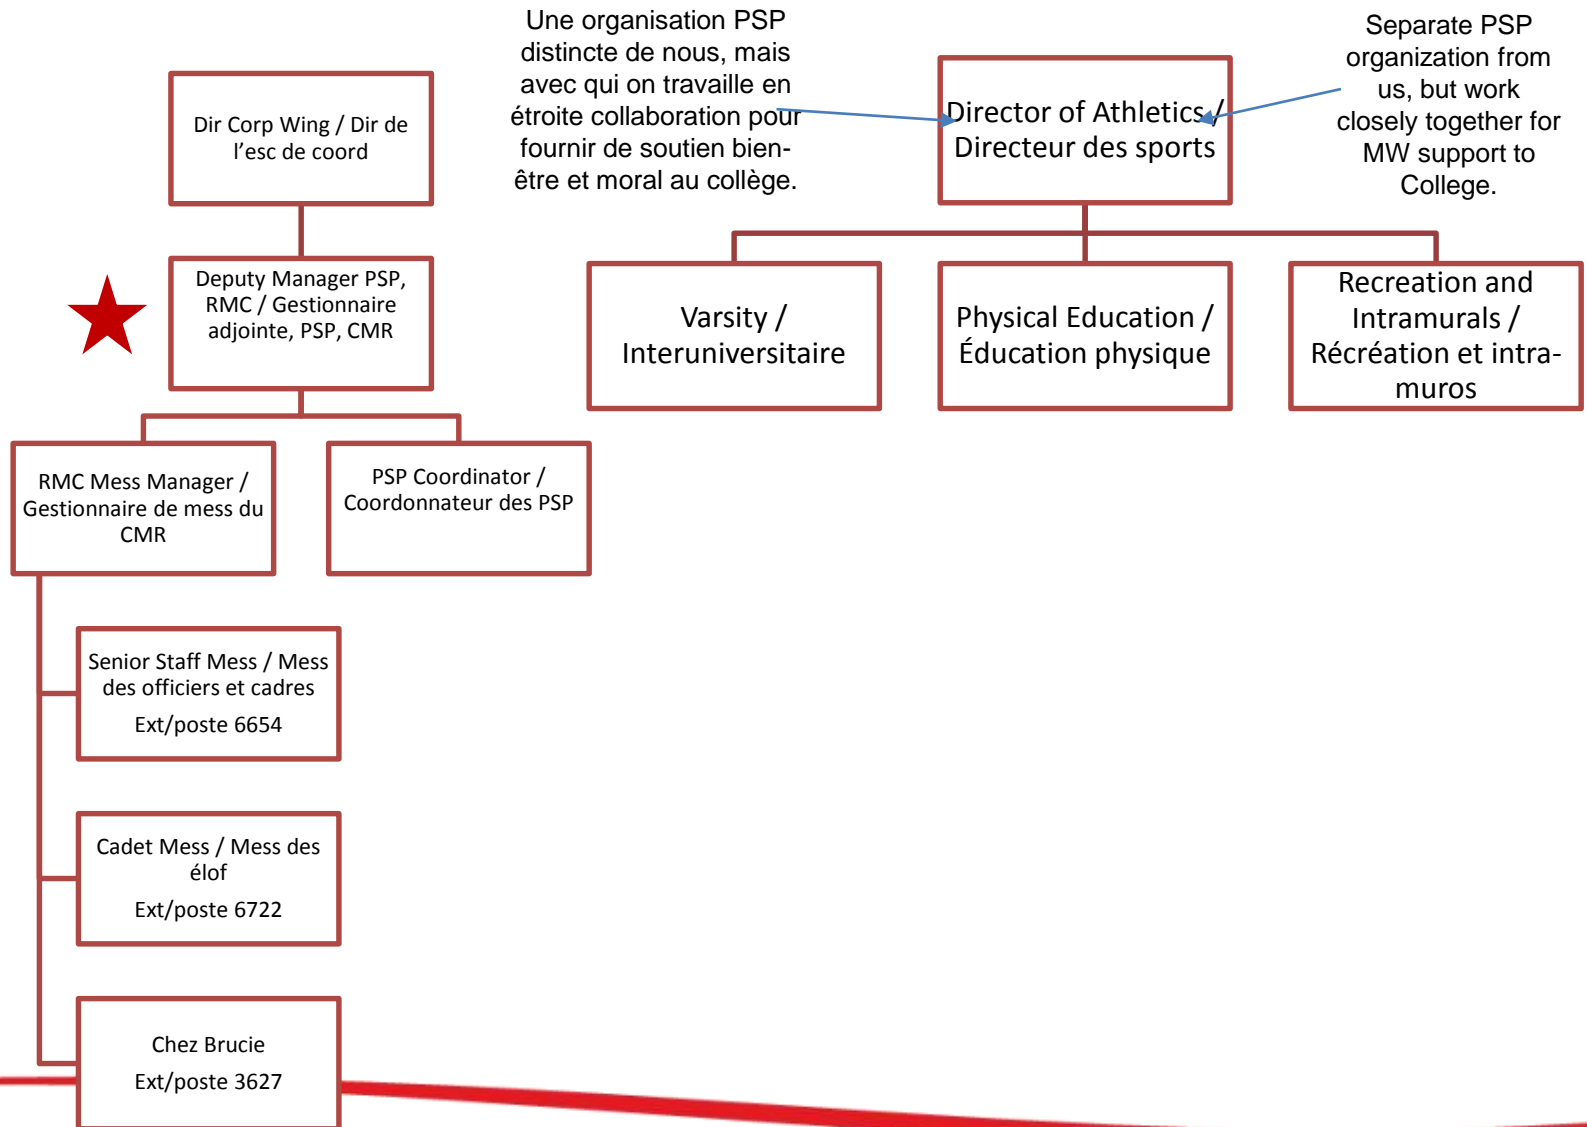 Une organisation PSP
distincte de nous, mais
avec qui on travaille en
étroite collaboration pour
fournir de soutien bien-
être et moral au collège.
Separate PSP
organization from
us, but work
closely together for
MW support to
College.
Dir Corp Wing / Dir de
l’esc de coord
Director of Athletics /
Directeur des sports
Deputy Manager PSP,
RMC / Gestionnaire
adjointe, PSP, CMR
Varsity /
Interuniversitaire
Physical Education /
Éducation physique
Recreation and
Intramurals /
Récréation et intra-
muros
RMC Mess Manager /
Gestionnaire de mess du
CMR
PSP Coordinator /
Coordonnateur des PSP
Senior Staff Mess / Mess
des officiers et cadres
Ext/poste 6654
Cadet Mess / Mess des
élof
Ext/poste 6722
Chez Brucie
Ext/poste 3627